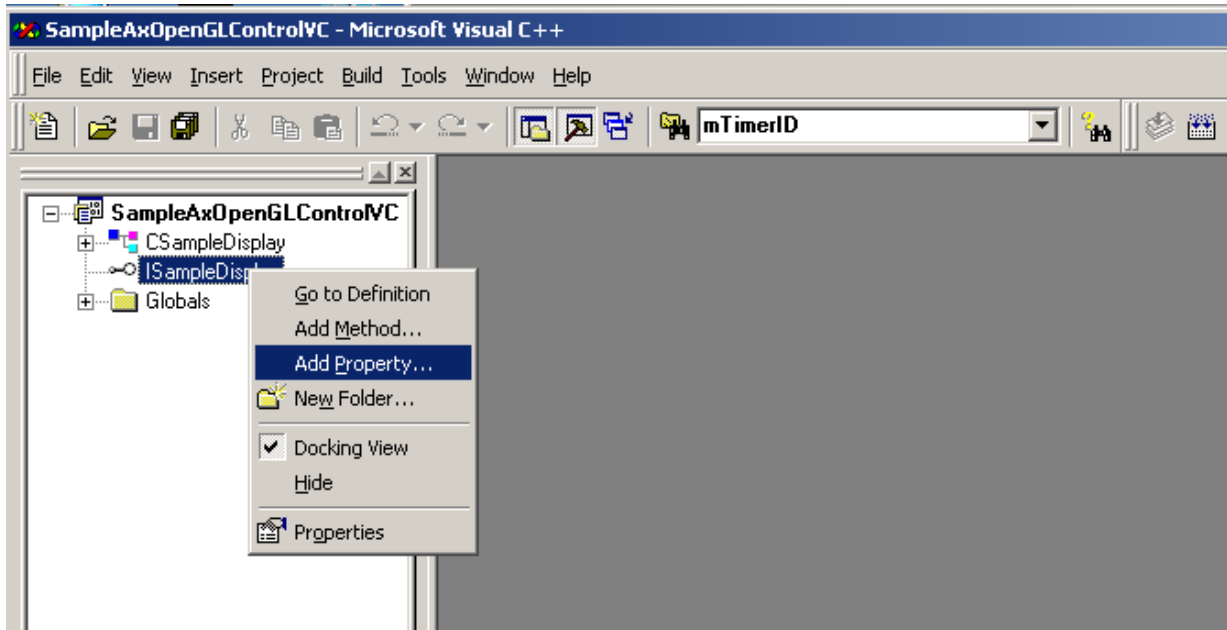 SampleAxOpenGLControlVC - Microsoft Visual C++
File Edit View Insert Project Build Tools Window Help
mTimerID
SampleAxOpenGLControlVC
CSampleDisplay
ISampleDisplay
Globals
Go to Definition
Add Method...
Add Property...
New Folder...
Docking View
Hide
Properties